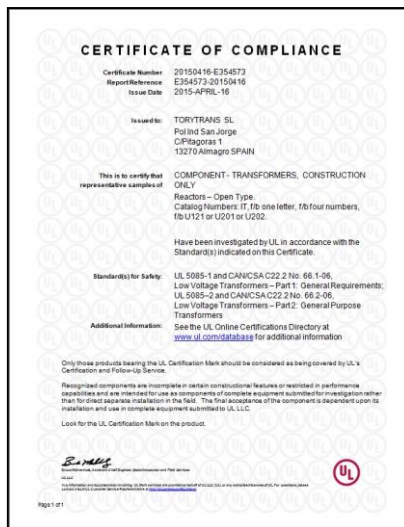 CERTIFICATE OF COMPLIANCE
Certificate Number 20150416-E354573
Report Reference E354573-20150416
Issue Date 2015-APRIL-16
Issued to: TORYTRANS SL
Pol Ind San Jorge
C/Pitagoras 1
13270 Almagro SPAIN
This is to certify that COMPONENT - TRANSFORMERS, CONSTRUCTION
representative samples of ONLY
Reactors – Open Type.
Catalog Numbers: IT, f/b one letter, f/b four numbers,
f/b U121 or U201 or U202.
Have been investigated by UL in accordance with the
Standard(s) indicated on this Certificate.
Standard(s) for Safety: UL 5085-1 and CAN/CSA C22.2 No. 66.1-06,
Low Voltage Transformers – Part 1: General Requirements;
UL 5085–2 and CAN/CSA C22.2 No. 66.2-06,
Low Voltage Transformers – Part 2: General Purpose
Transformers
Additional Information: See the UL Online Certifications Directory at
www.ul.com/database for additional information
Only those products bearing the UL Certification Mark should be considered as being covered by UL's
Certification and Follow-Up Service.
Recognized components are incomplete in certain constructional features or restricted in performance
capabilities and are intended for use as components of complete equipment submitted for investigation rather
than for direct separate installation in the field. The final acceptance of the component is dependent upon its
installation and use in complete equipment submitted to UL LLC.
Look for the UL Certification Mark on the product.
UL LLC
UL
Page 1 of 1